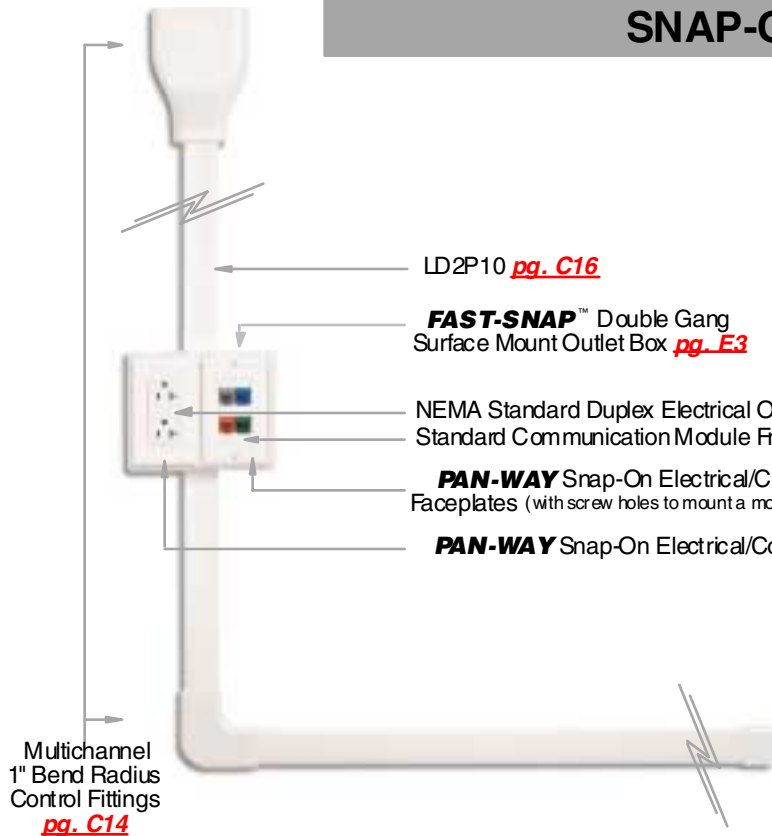 SNAP-
LD2P10 pg. C16
FAST-SNAP™ Double Gang
Surface Mount Outlet Box pg. E3
NEMA Standard Duplex Electrical
Standard Communication Module
PAN-WAY Snap-On Electrical/C
Faceplates (with screw holes to mount a
PAN-WAY Snap-On Electrical/Co
Multichannel
1" Bend Radius
Control Fittings
pg. C14